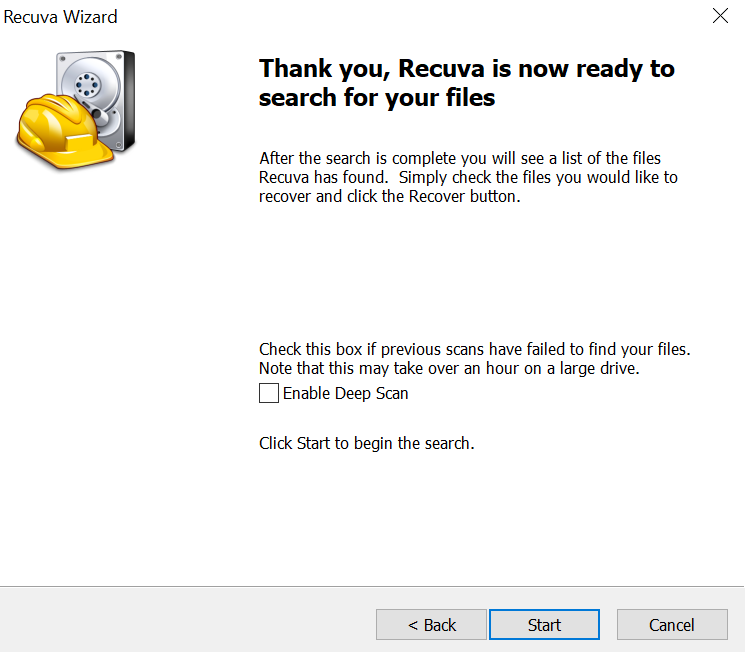 Recuva Wizard
Thank you, Recuva is now ready to
search for your files
After the search is complete you will see a list of the files
Recuva has found.  Simply check the files you would like to
recover and click the Recover button.
Check this box if previous scans have failed to find your files.
Note that this may take over an hour on a large drive.
Enable Deep Scan
Click Start to begin the search.
< Back
Start
Cancel